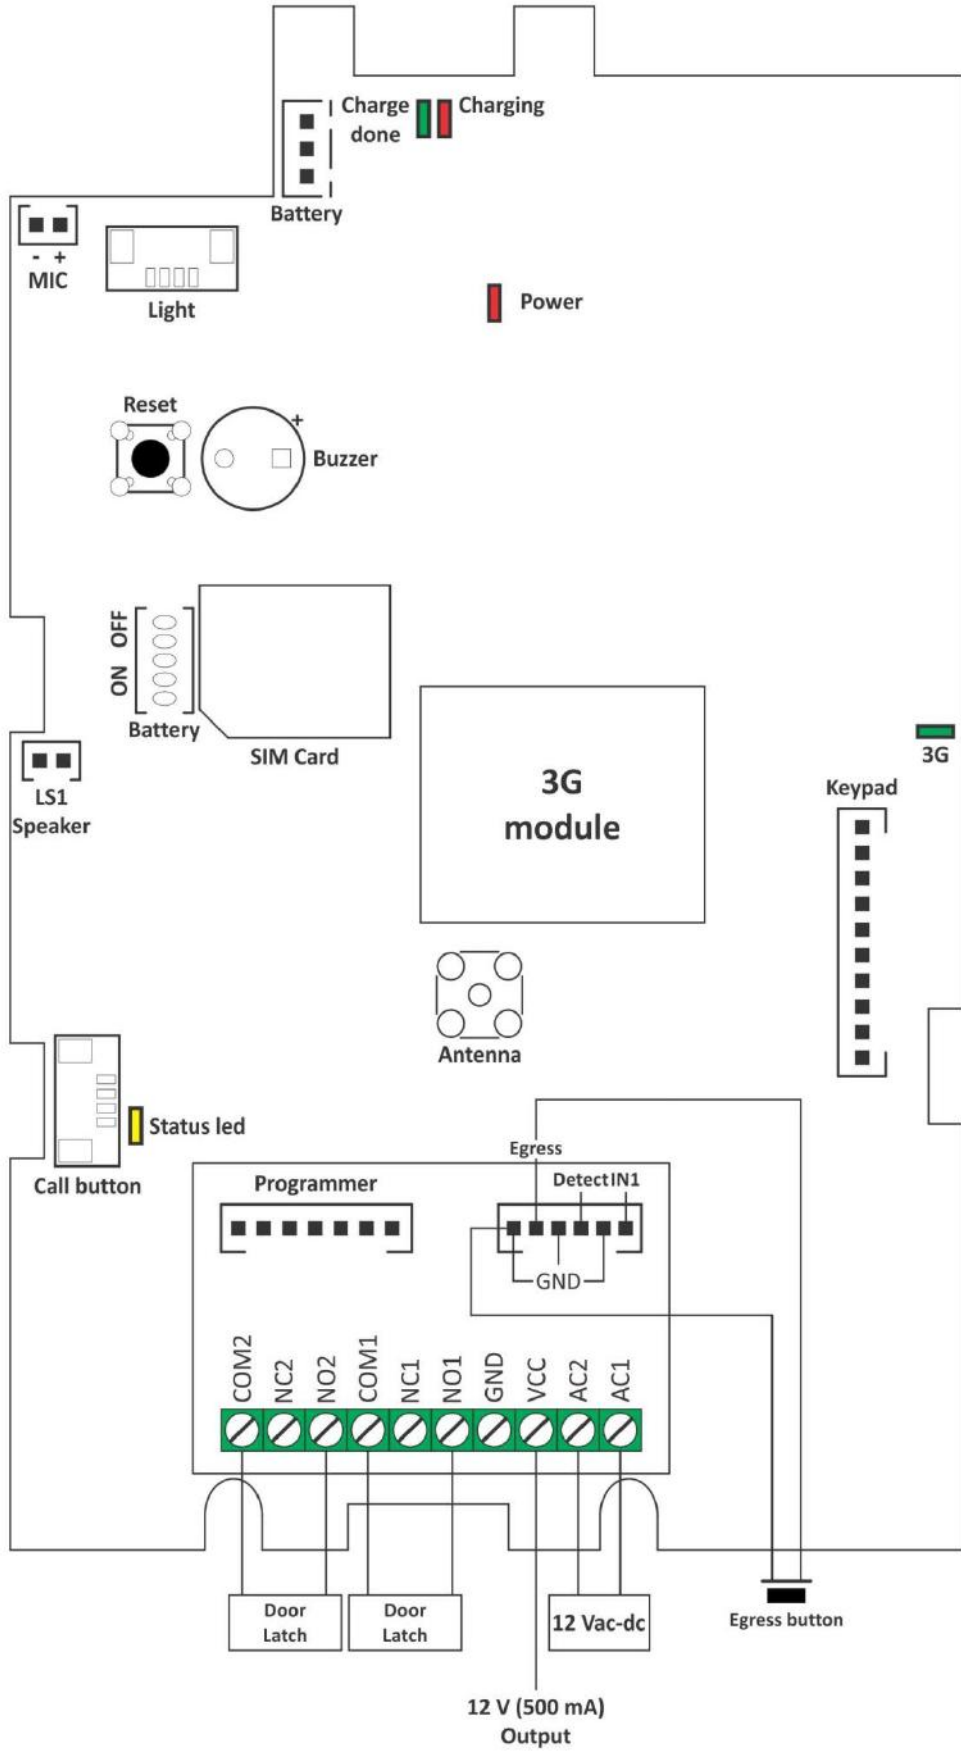 Charge
done
Charging
Battery
- +
MIC
Light
Power
Reset
+
Buzzer
ON OFF
Battery
SIM Card
3G
module
3G
LS1
Speaker
Keypad
Antenna
Status led
Call button
Egress
Programmer
Detect IN1
GND
COM2
NC2
NO2
COM1
NC1
NO1
GND
VCC
AC2
AC1
Door
Latch
Door
Latch
12 Vac-dc
Egress button
12 V (500 mA)
Output